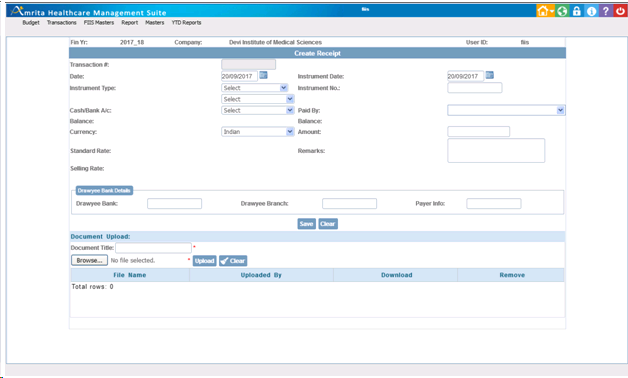 Amrita Healthcare Management Suite fiis
Budget Transactions FIIS Masters Report Masters YTD Reports
Fin Yr: 2017_18 Company: Devi Institute of Medical Sciences User ID: fiis
Create Receipt
Transaction #:
Date: 20/09/2017 Instrument Date: 20/09/2017
Instrument Type: Select Instrument No.:
Select
Cash/Bank A/c: Select Paid By:
Balance: Balance:
Currency: Indian Amount:
Standard Rate: Remarks:
Selling Rate:
Drawyee Bank Details
Drawyee Bank: Drawyee Branch: Payer Info:
Save Clear
Document Upload:
Document Title: *
Browse... No file selected. * Upload Clear
File Name Uploaded By Download Remove
Total rows: 0